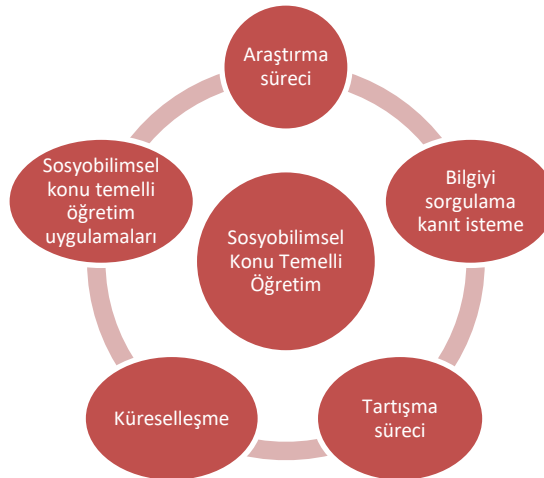 Araştırma
süreci
Bilgiyi
sorgulama
kanıt isteme
Tartışma
süreci
Küreselleşme
Sosyobilimsel
konu temelli
öğretim
uygulamaları
Sosyobilimsel
Konu Temelli
Öğretim